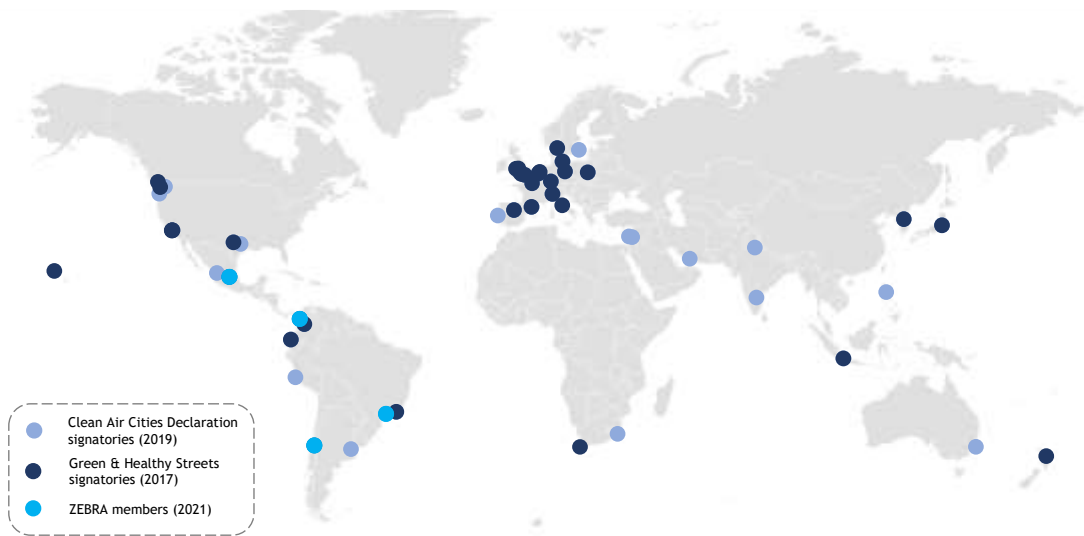 Clean Air Cities Declaration
signatories (2019)
Green & Healthy Streets
signatories (2017)
ZEBRA members (2021)